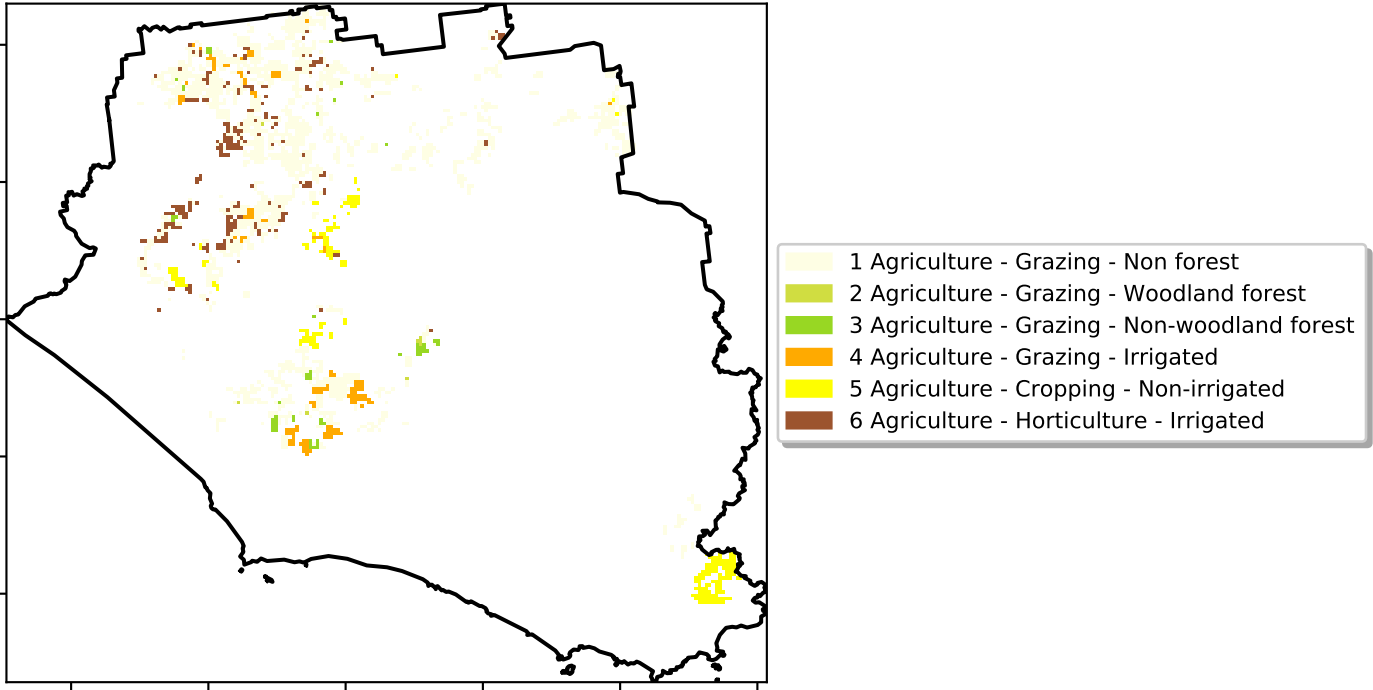 1 Agriculture - Grazing - Non forest
2 Agriculture - Grazing - Woodland forest
3 Agriculture - Grazing - Non-woodland forest
4 Agriculture - Grazing - Irrigated
5 Agriculture - Cropping - Non-irrigated
6 Agriculture - Horticulture - Irrigated